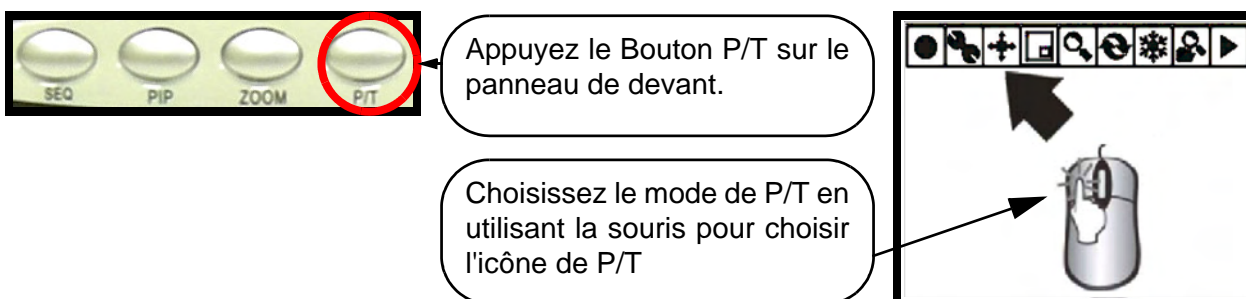 SEQ PIP ZOOM P/T
Appuyez le Bouton P/T sur le
panneau de devant.
Choisissez le mode de P/T en
utilisant la souris pour choisir
l'icône de P/T